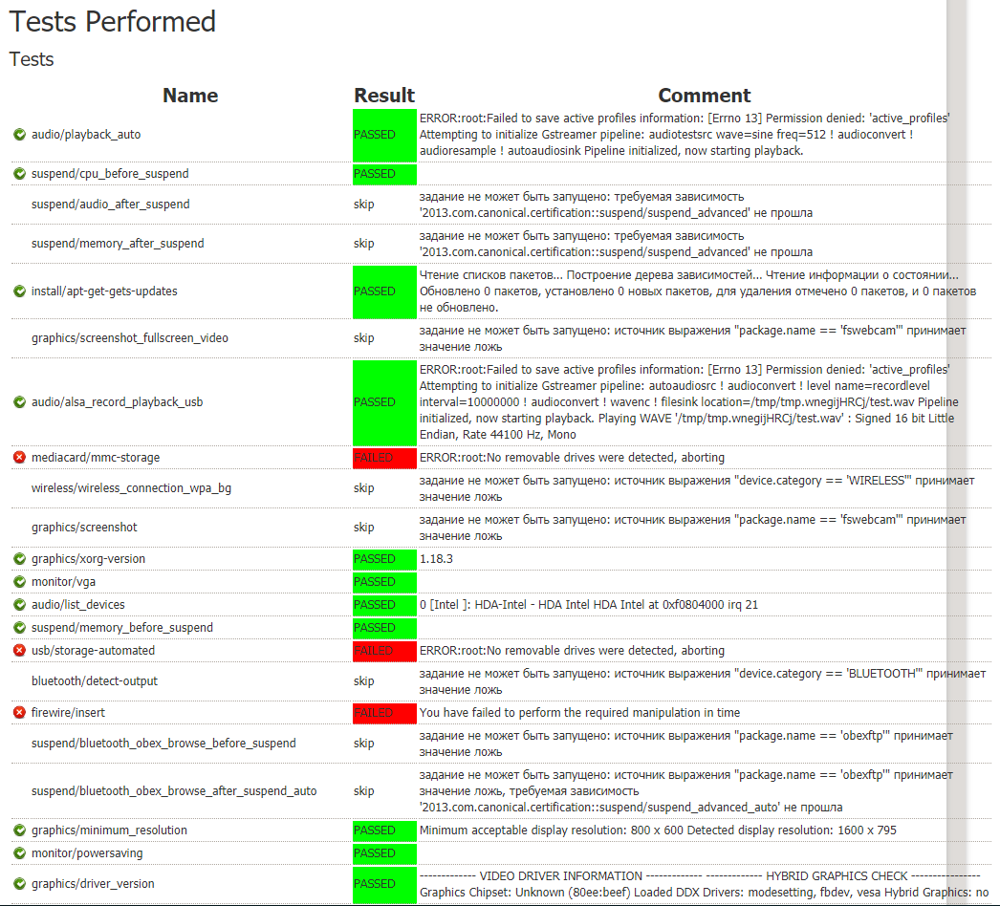 Tests Performed
Tests
Name Result Comment
audio/playback_auto PASSED ERROR:root:Failed to save active profiles information: [Errno 13] Permission denied: 'active_profiles'
Attempting to initialize Gstreamer pipeline: audiotestsrc wave=sine freq=512 ! audioconvert !
audioresample ! autoaudiosink Pipeline initialized, now starting playback.
suspend/cpu_before_suspend PASSED
suspend/audio_after_suspend skip задание не может быть запущено: требуемая зависимость
'2013.com.canonical.certification::suspend/suspend_advanced' не прошла
suspend/memory_after_suspend skip задание не может быть запущено: требуемая зависимость
'2013.com.canonical.certification::suspend/suspend_advanced' не прошла
install/apt-get-gets-updates PASSED Чтение списков пакетов... Построение дерева зависимостей... Чтение информации о состоянии...
Обновлено 0 пакетов, установлено 0 новых пакетов, для удаления отмечено 0 пакетов, и 0 пакетов
не обновлено.
graphics/screenshot_fullscreen_video skip задание не может быть запущено: источник выражения "package.name == 'fswebcam'" принимает
значение ложь
audio/alsa_record_playback_usb PASSED ERROR:root:Failed to save active profiles information: [Errno 13] Permission denied: 'active_profiles'
Attempting to initialize Gstreamer pipeline: autoaudiosrc ! audioconvert ! level name=recordlevel
interval=10000000 ! audioconvert ! wavenc ! filesink location=/tmp/tmp.wnegijHRCj/test.wav Pipeline
initialized, now starting playback. Playing WAVE '/tmp/tmp.wnegijHRCj/test.wav' : Signed 16 bit Little
Endian, Rate 44100 Hz, Mono
mediacard/mmc-storage FAILED ERROR:root:No removable drives were detected, aborting
wireless/wireless_connection_wpa_bg skip задание не может быть запущено: источник выражения "device.category == 'WIRELESS'" принимает
значение ложь
graphics/screenshot skip задание не может быть запущено: источник выражения "package.name == 'fswebcam'" принимает
значение ложь
graphics/xorg-version PASSED 1.18.3
monitor/vga PASSED
audio/list_devices PASSED 0 [Intel ]: HDA-Intel - HDA Intel HDA Intel at 0xf0804000 irq 21
suspend/memory_before_suspend PASSED
usb/storage-automated FAILED ERROR:root:No removable drives were detected, aborting
bluetooth/detect-output skip задание не может быть запущено: источник выражения "device.category == 'BLUETOOTH'" принимает
значение ложь
firewire/insert FAILED You have failed to perform the required manipulation in time
suspend/bluetooth_obex_browse_before_suspend skip задание не может быть запущено: источник выражения "package.name == 'obexftp'" принимает
значение ложь
suspend/bluetooth_obex_browse_after_suspend_auto skip задание не может быть запущено: источник выражения "package.name == 'obexftp'" принимает
значение ложь, требуемая зависимость
'2013.com.canonical.certification::suspend/suspend_advanced_auto' не прошла
graphics/minimum_resolution PASSED Minimum acceptable display resolution: 800 x 600 Detected display resolution: 1600 x 795
monitor/powersaving PASSED
graphics/driver_version PASSED ------------- VIDEO DRIVER INFORMATION ------------- ------------- HYBRID GRAPHICS CHECK ----------------
Graphics Chipset: Unknown (80ee:beef) Loaded DDX Drivers: modesetting, fbdev, vesa Hybrid Graphics: no